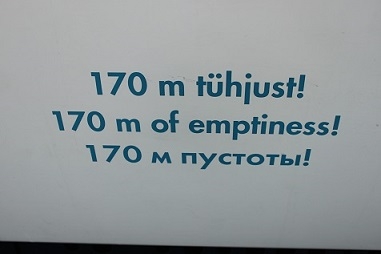 170 m tühjust!
170 m of emptiness!
170 м пустоты!